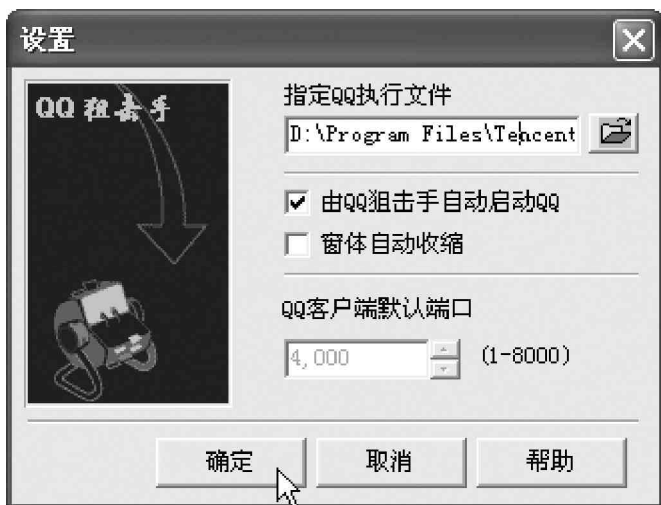 设置
QQ狙击手
指定QQ执行文件
D:\Program Files\Tencent
由QQ狙击手自动启动QQ
窗体自动收缩
QQ客户端默认端口
4,000
(1-8000)
确定
取消
帮助